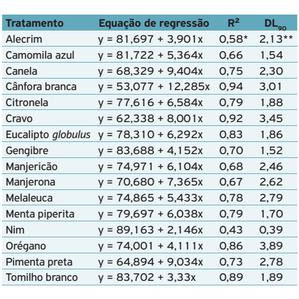 Tratamento Equação de regressão R² DL90
Alecrim y = 81,697 + 3,901x 0,58* 2,13**
Camomila azul y = 81,722 + 5,364x 0,66 1,54
Canela y = 68,329 + 9,404x 0,75 2,30
Cânfora branca y = 53,077 + 12,285x 0,94 3,01
Citronela y = 77,616 + 6,584x 0,79 1,88
Cravo y = 62,338 + 8,001x 0,92 3,45
Eucalipto globulus y = 78,310 + 6,292x 0,83 1,86
Gengibre y = 83,688 + 4,152x 0,70 1,52
Manjericão y = 74,971 + 6,104x 0,68 2,46
Manjerona y = 70,680 + 7,365x 0,67 2,62
Melaleuca y = 74,865 + 5,433x 0,78 2,79
Menta piperita y = 79,697 + 6,038x 0,79 1,70
Nim y = 89,163 + 2,146x 0,43 0,39
Orégano y = 74,001 + 4,111x 0,86 3,89
Pimenta preta y = 64,894 + 9,034x 0,73 2,78
Tomilho branco y = 83,702 + 3,33x 0,89 1,89